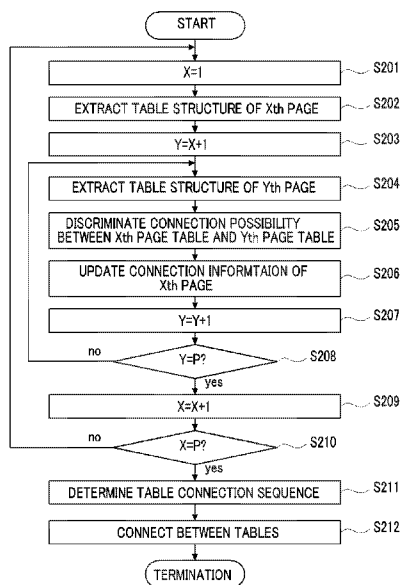 START
X=1
S201
EXTRACT TABLE STRUCTURE OF Xth PAGE
S202
Y=X+1
S203
EXTRACT TABLE STRUCTURE OF Yth PAGE
S204
DISCRIMINATE CONNECTION POSSIBILITY
BETWEEN Xth PAGE TABLE AND Yth PAGE TABLE
S205
UPDATE CONNECTION INFORMTAION OF
Xth PAGE
S206
Y=Y+1
S207
no
Y=P?
S208
yes
X=X+1
S209
no
X=P?
S210
yes
DETERMINE TABLE CONNECTION SEQUENCE
S211
CONNECT BETWEEN TABLES
S212
TERMINATION